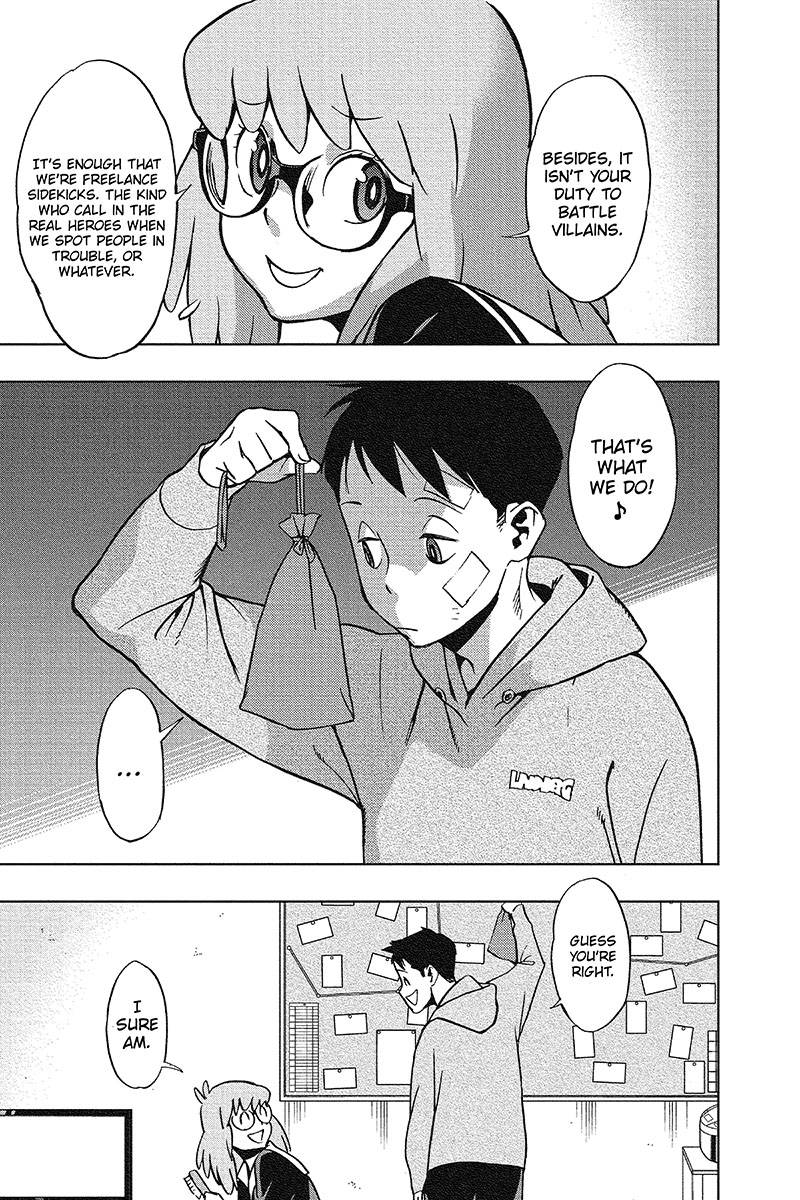 BESIDES, IT
ISN'T YOUR
DUTY TO
BATTLE
VILLAINS.
IT'S ENOUGH THAT
WE'RE FREELANCE
SIDEKICKS. THE KIND
WHO CALL IN THE
REAL HEROES WHEN
WE SPOT PEOPLE IN
TROUBLE, OR
WHATEVER.
THAT'S
WHAT
WE DO!
♪
...
GUESS
YOU'RE
RIGHT.
I
SURE
AM.